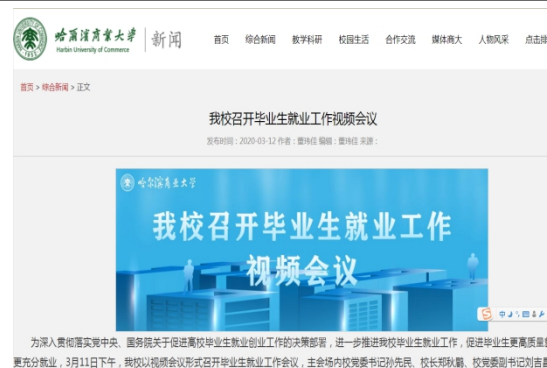 哈爾濱商業大學
Harbin University of Commerce
新闻
首页 综合新闻 教学科研 校园生活 合作交流 媒体商大 人物风采 点击排
首页 > 综合新闻 > 正文
我校召开毕业生就业工作视频会议
发布时间：2020-03-12 作者：董玮佳 编辑：董玮佳 来源：
哈尔滨商业大学
我校召开毕业生就业工作
视频会议
中
为深入贯彻落实党中央、国务院关于促进高校毕业生就业创业工作的决策部署，进一步推进我校毕业生就业工作，促进毕业生更高质量
更充分就业，3月11日下午，我校以视频会议形式召开毕业生就业工作会议，主会场内校党委书记孙先民、校长郑秋鹏、校党委副书记刘吉